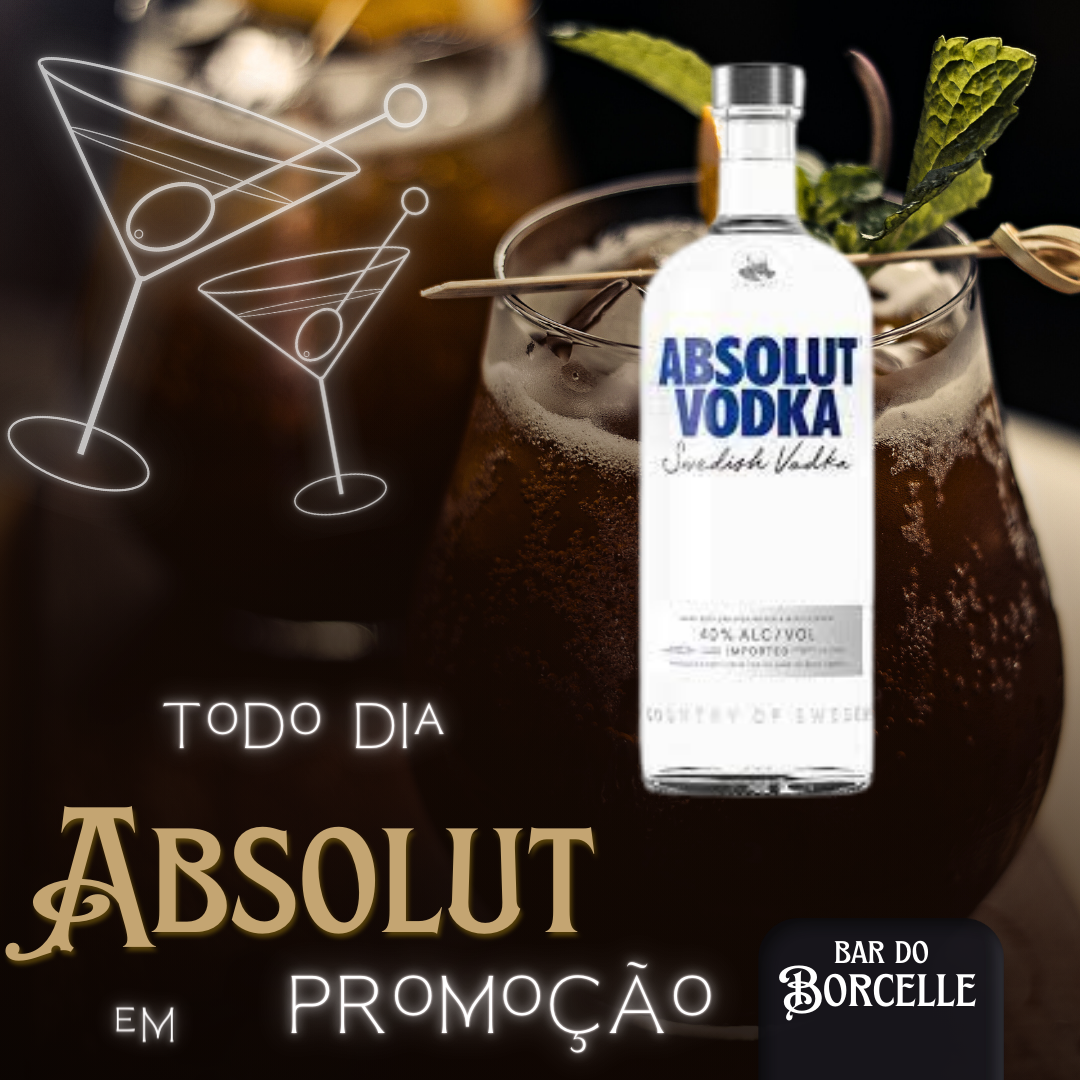 ABSOLUT
VODKA
Swedish Vodka
40% ALC/VOL
IMPORTED
COUNTRY OF SWEDEN
TODO DIA
ABSOLUT
EM PROMOÇÃO
BAR DO
BORCELLE